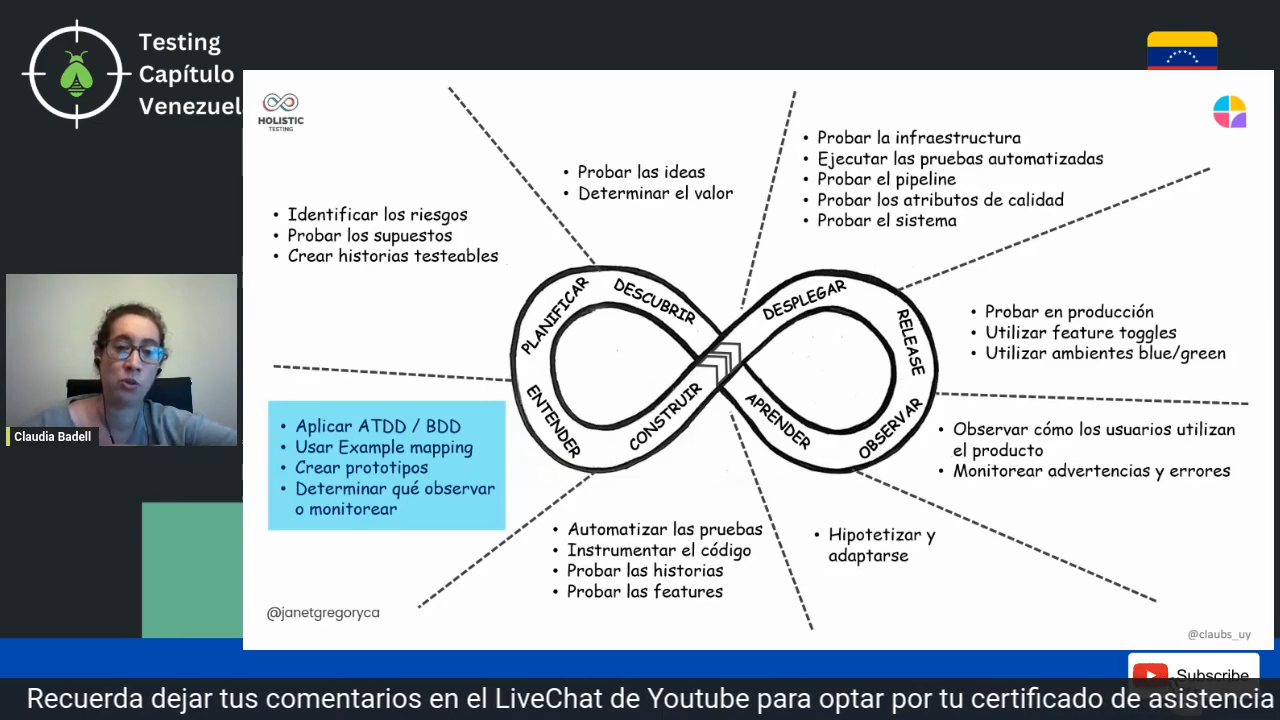 Testing
Capítulo
Venezuel
HOLISTIC
TESTING
• Probar las ideas
• Determinar el valor
• Probar la infraestructura
• Ejecutar las pruebas automatizadas
• Probar el pipeline
• Probar los atributos de calidad
• Probar el sistema
• Identificar los riesgos
• Probar los supuestos
• Crear historias testeables
PLANIFICAR
DESCUBRIR
DESPLEGAR
RELEASE
ENTENDER
CONSTRUIR
APRENDER
OBSERVAR
• Probar en producción
• Utilizar feature toggles
• Utilizar ambientes blue/green
Claudia Badell
• Aplicar ATDD / BDD
• Usar Example mapping
• Crear prototipos
• Determinar qué observar
o monitorear
• Observar cómo los usuarios utilizan
el producto
• Monitorear advertencias y errores
• Automatizar las pruebas
• Instrumentar el código
• Probar las historias
• Probar las features
• Hipotetizar y
adaptarse
@janetgregoryca
@claubs_uy
Subscribe
Recuerda dejar tus comentarios en el LiveChat de Youtube para optar por tu certificado de asistencia